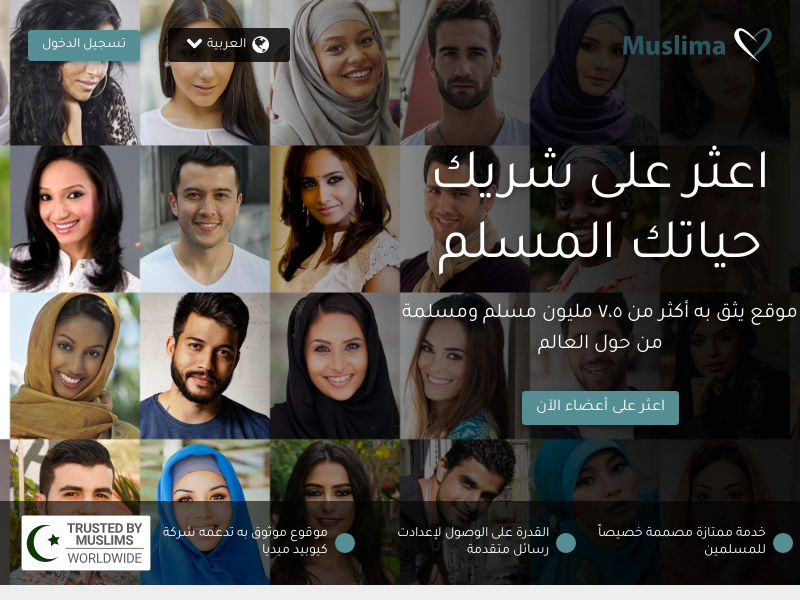 Muslima
العربية
تسجيل الدخول
اعثر على شريك
حياتك المسلم
موقع يثق به أكثر من ٧.٥ مليون مسلم ومسلمة
من حول العالم
اعثر على أعضاء الآن
خدمة ممتازة مصممة خصيصاً
للمسلمين
القدرة على الوصول لإعدادت
رسائل متقدمة
موقوع موثوق به تدعمه شركة
كيوبيد ميديا
TRUSTED BY
MUSLIMS
WORLDWIDE